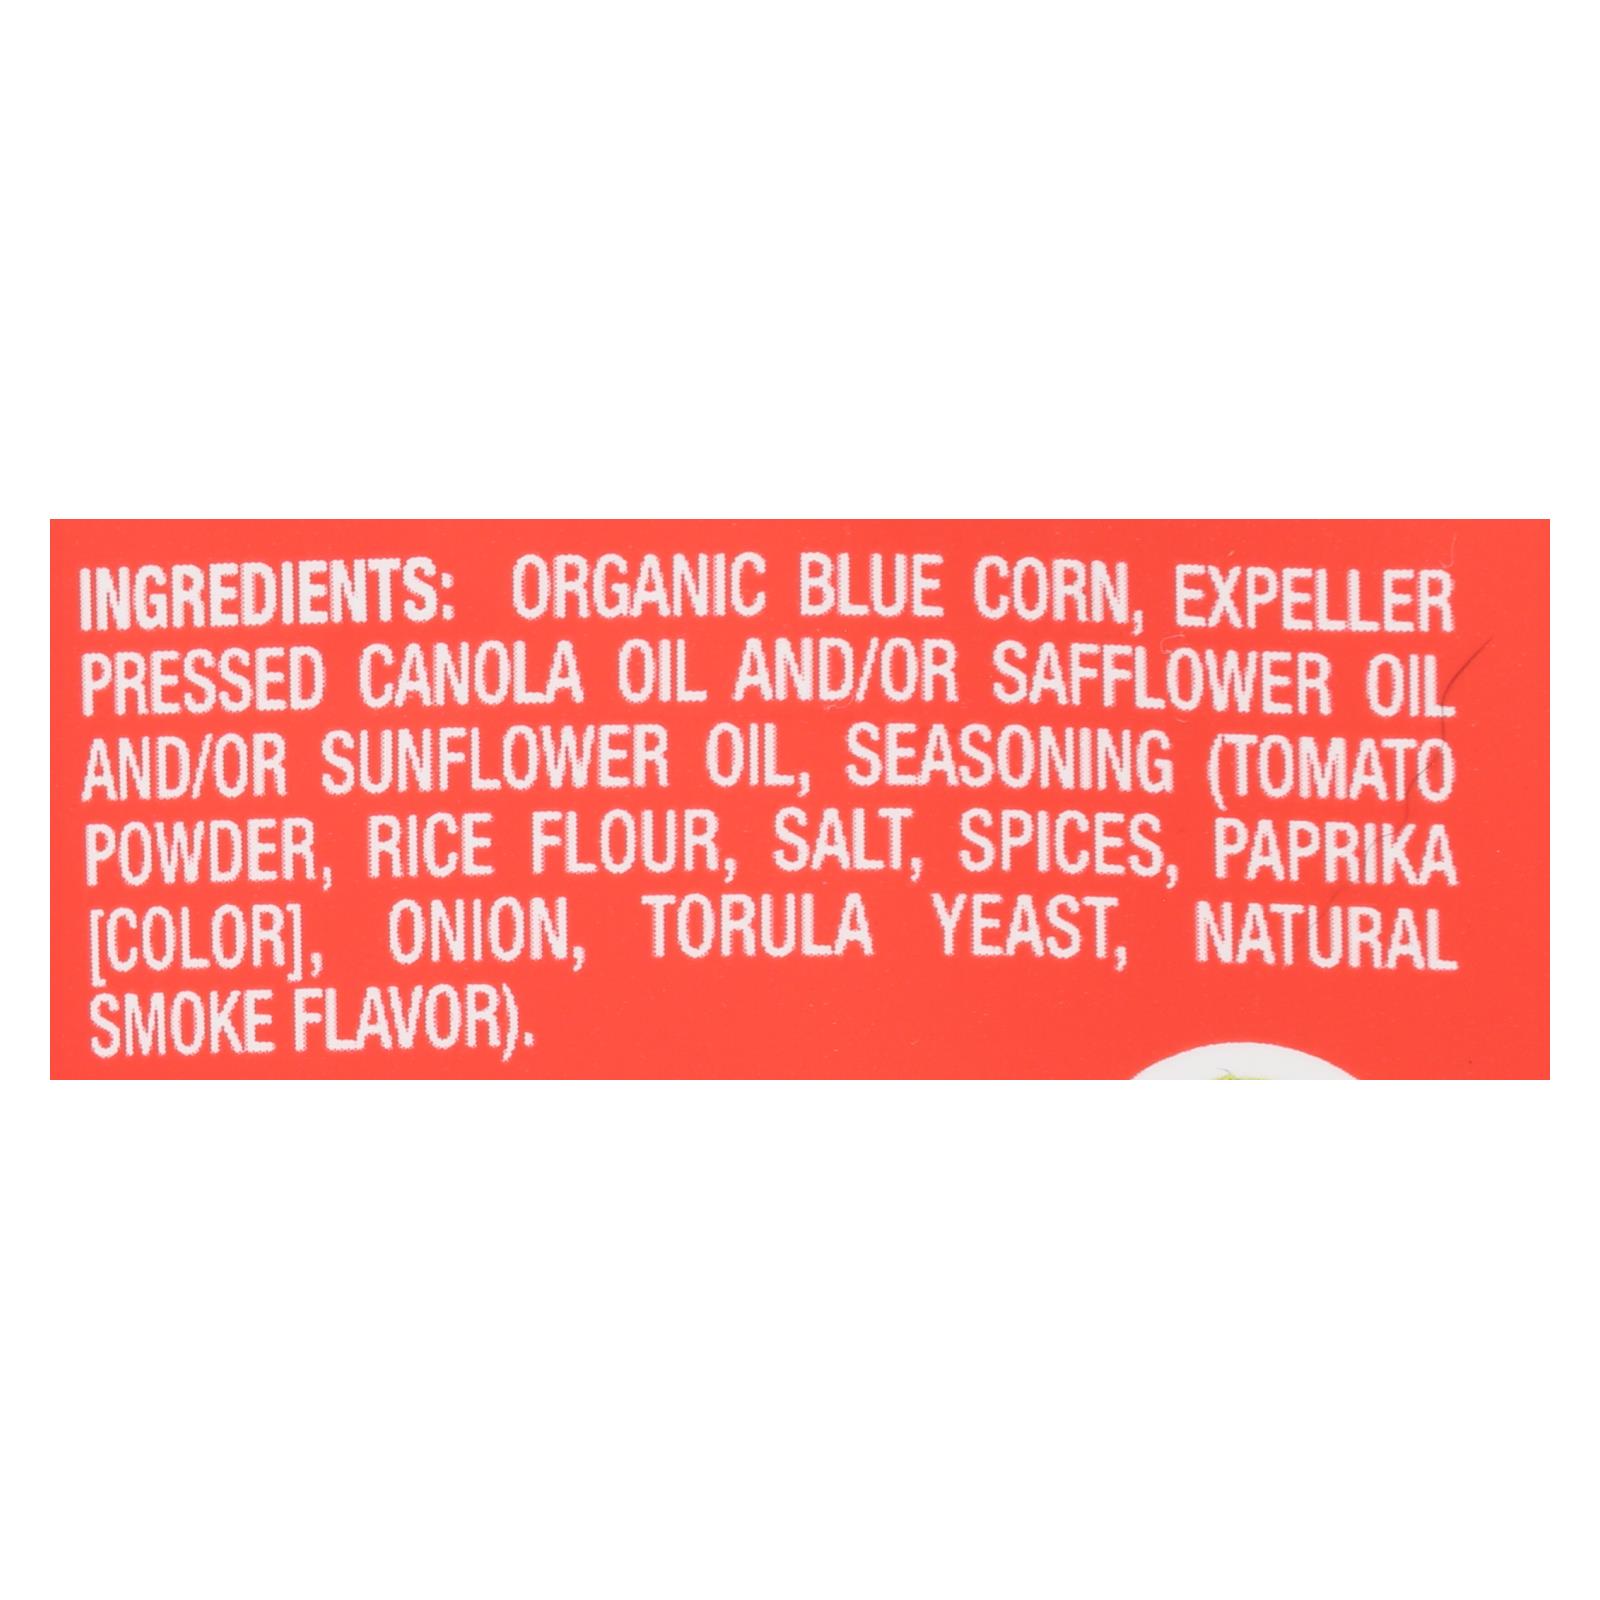 INGREDIENTS: ORGANIC BLUE CORN, EXPELLER
PRESSED CANOLA OIL AND/OR SAFFLOWER OIL
AND/OR SUNFLOWER OIL, SEASONING (TOMATO
POWDER, RICE FLOUR, SALT, SPICES, PAPRIKA
[COLOR], ONION, TORULA YEAST, NATURAL
SMOKE FLAVOR).